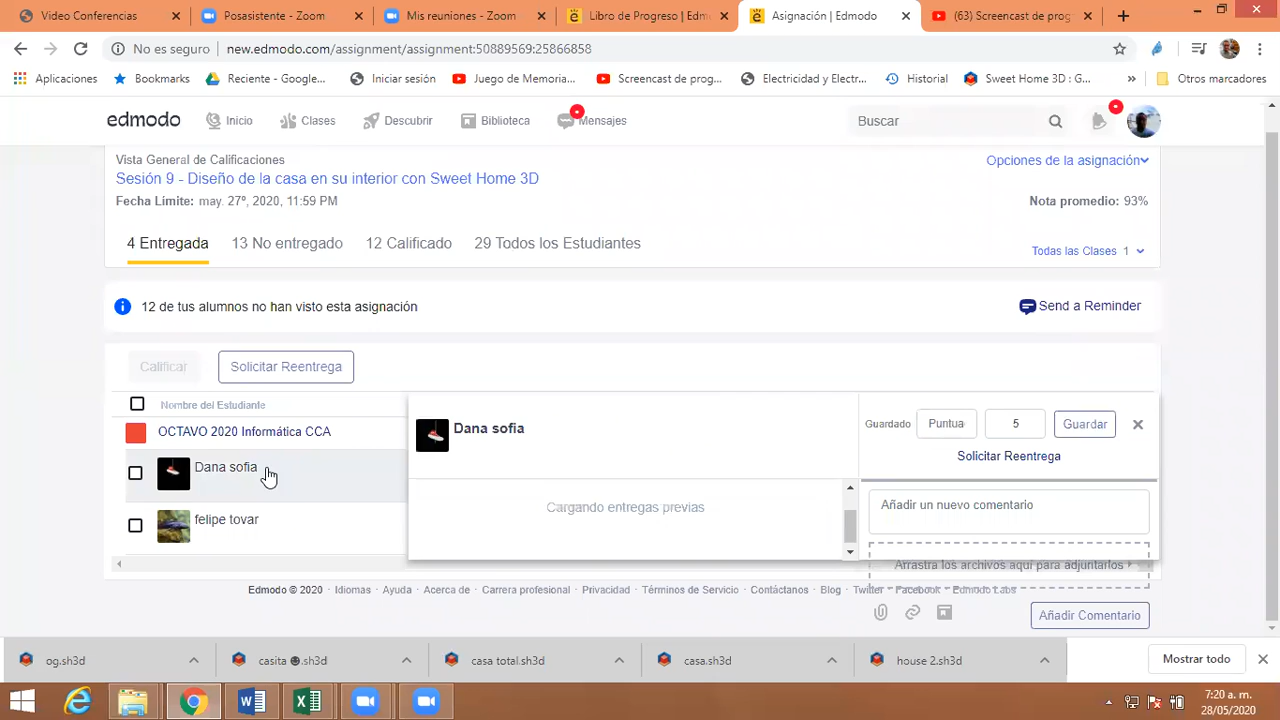 Video Conferencias
Posasistente - Zoom
Mis reuniones - Zoom
Libro de Progreso | Edm
Asignación | Edmodo
(63) Screencast de prog
No es seguro
new.edmodo.com/assignment/assignment:50889569:25866858
Aplicaciones
Bookmarks
Reciente - Google...
Iniciar sesión
Juego de Memoria...
Screencast de prog...
Electricidad y Electr...
Historial
Sweet Home 3D : G...
»
Otros marcadores
edmodo
Inicio
Clases
Descubrir
Biblioteca
Mensajes
Buscar
Vista General de Calificaciones
Opciones de la asignación
Sesión 9 - Diseño de la casa en su interior con Sweet Home 3D
Fecha Límite: may. 27º, 2020, 11:59 PM
Nota promedio: 93%
4 Entregada
13 No entregado
12 Calificado
29 Todos los Estudiantes
Todas las Clases 1
12 de tus alumnos no han visto esta asignación
Send a Reminder
Calificar
Solicitar Reentrega
Nombre del Estudiante
OCTAVO 2020 Informática CCA
Dana sofia
felipe tovar
Dana sofia
Guardado
Puntua
5
Guardar
Solicitar Reentrega
Cargando entregas previas
Añadir un nuevo comentario
Arrastra los archivos aquí para adjuntarlos
Edmodo © 2020 · Idiomas · Ayuda · Acerca de · Carrera profesional · Privacidad · Términos de Servicio · Contáctanos · Blog · Twitter · Facebook · Edmodo Labs
Añadir Comentario
og.sh3d
casita ☻.sh3d
casa total.sh3d
casa.sh3d
house 2.sh3d
Mostrar todo
7:20 a. m.
28/05/2020